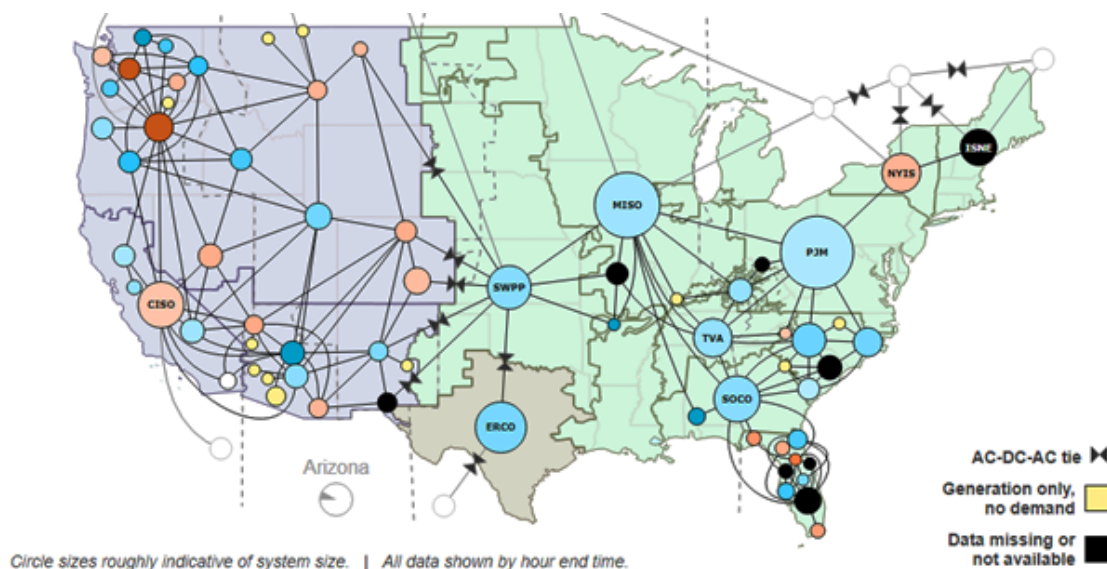 ISNE
NYIS
MISO
PJM
SWPP
CISO
TVA
SOCO
ERCO
Arizona
AC-DC-AC tie
Generation only,
no demand
Data missing or
not available
Circle sizes roughly indicative of system size. | All data shown by hour end time.